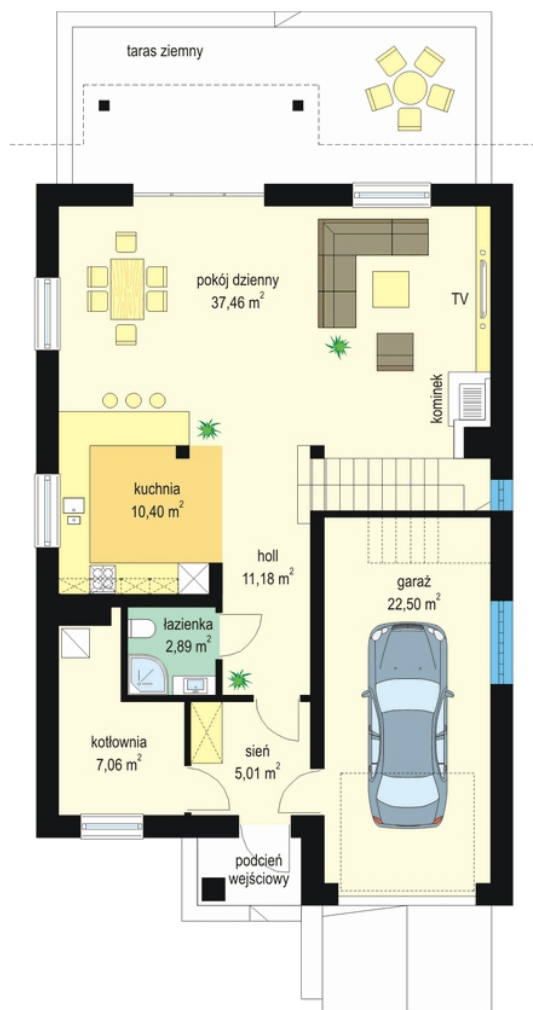 taras ziemny
pokój dzienny
37,46 m²
TV
kominek
kuchnia
10,40 m²
holl
11,18 m²
garaż
22,50 m²
łazienka
2,89 m²
kotłownia
7,06 m²
sień
5,01 m²
podcień
wejściowy